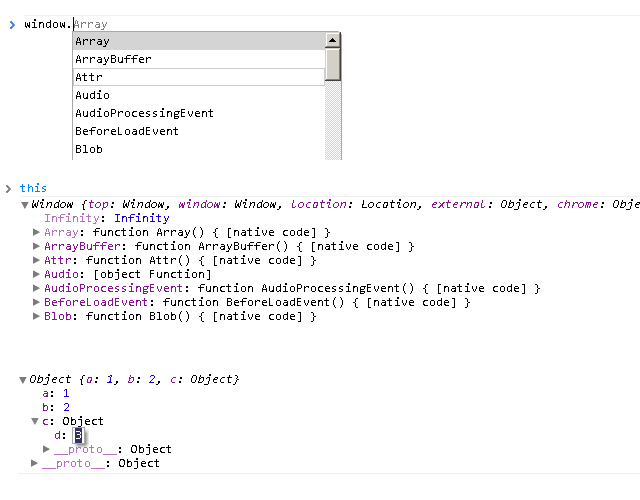 window.Array
Array
ArrayBuffer
Attr
Audio
AudioProcessingEvent
BeforeLoadEvent
Blob
this
Window {top: Window, window: Window, location: Location, external: Object, chrome: Obje
Infinity: Infinity
Array: function Array() { [native code] }
ArrayBuffer: function ArrayBuffer() { [native code] }
Attr: function Attr() { [native code] }
Audio: [object Function]
AudioProcessingEvent: function AudioProcessingEvent() { [native code] }
BeforeLoadEvent: function BeforeLoadEvent() { [native code] }
Blob: function Blob() { [native code] }
Object {a: 1, b: 2, c: Object}
a: 1
b: 2
c: Object
d: 3
__proto__: Object
__proto__: Object